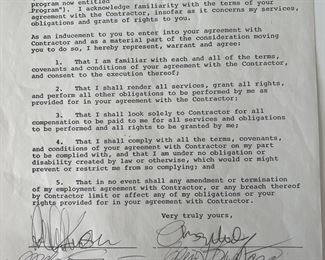 Program now entitled
Program"). I acknowledge familiarity with the terms of your
agreement with the Contractor, insofar as it concerns my services,
obligations and grants of rights to you.
As an inducement to you to enter into your agreement with
Contractor and as a material part of the consideration moving
you to do so, I hereby represent, warrant and agree:
1. That I am familiar with each and all of the terms,
covenants and conditions of your agreement with the Contractor,
and consent to the execution thereof;
2. That I shall render all services, grant all rights,
and perform all other obligations to be performed by me as
provided for in your agreement with the Contractor;
3. That I shall look solely to Contractor for all
compensation to be paid to me for all services and obligations
to be performed and all rights to be granted by me;
4. That I shall comply with all the terms, covenants,
and conditions of your agreement with Contractor on my part
to be complied with, and that I am under no obligation or
disability created by law or otherwise, which would or might
prevent or restrict me from so complying; and
5. That in no event shall any amendment or termination
of my employment agreement with Contractor, or any breach thereof
by Contractor limit or affect any of my obligations or your
rights provided for in your agreement with Contractor.
Very truly yours,